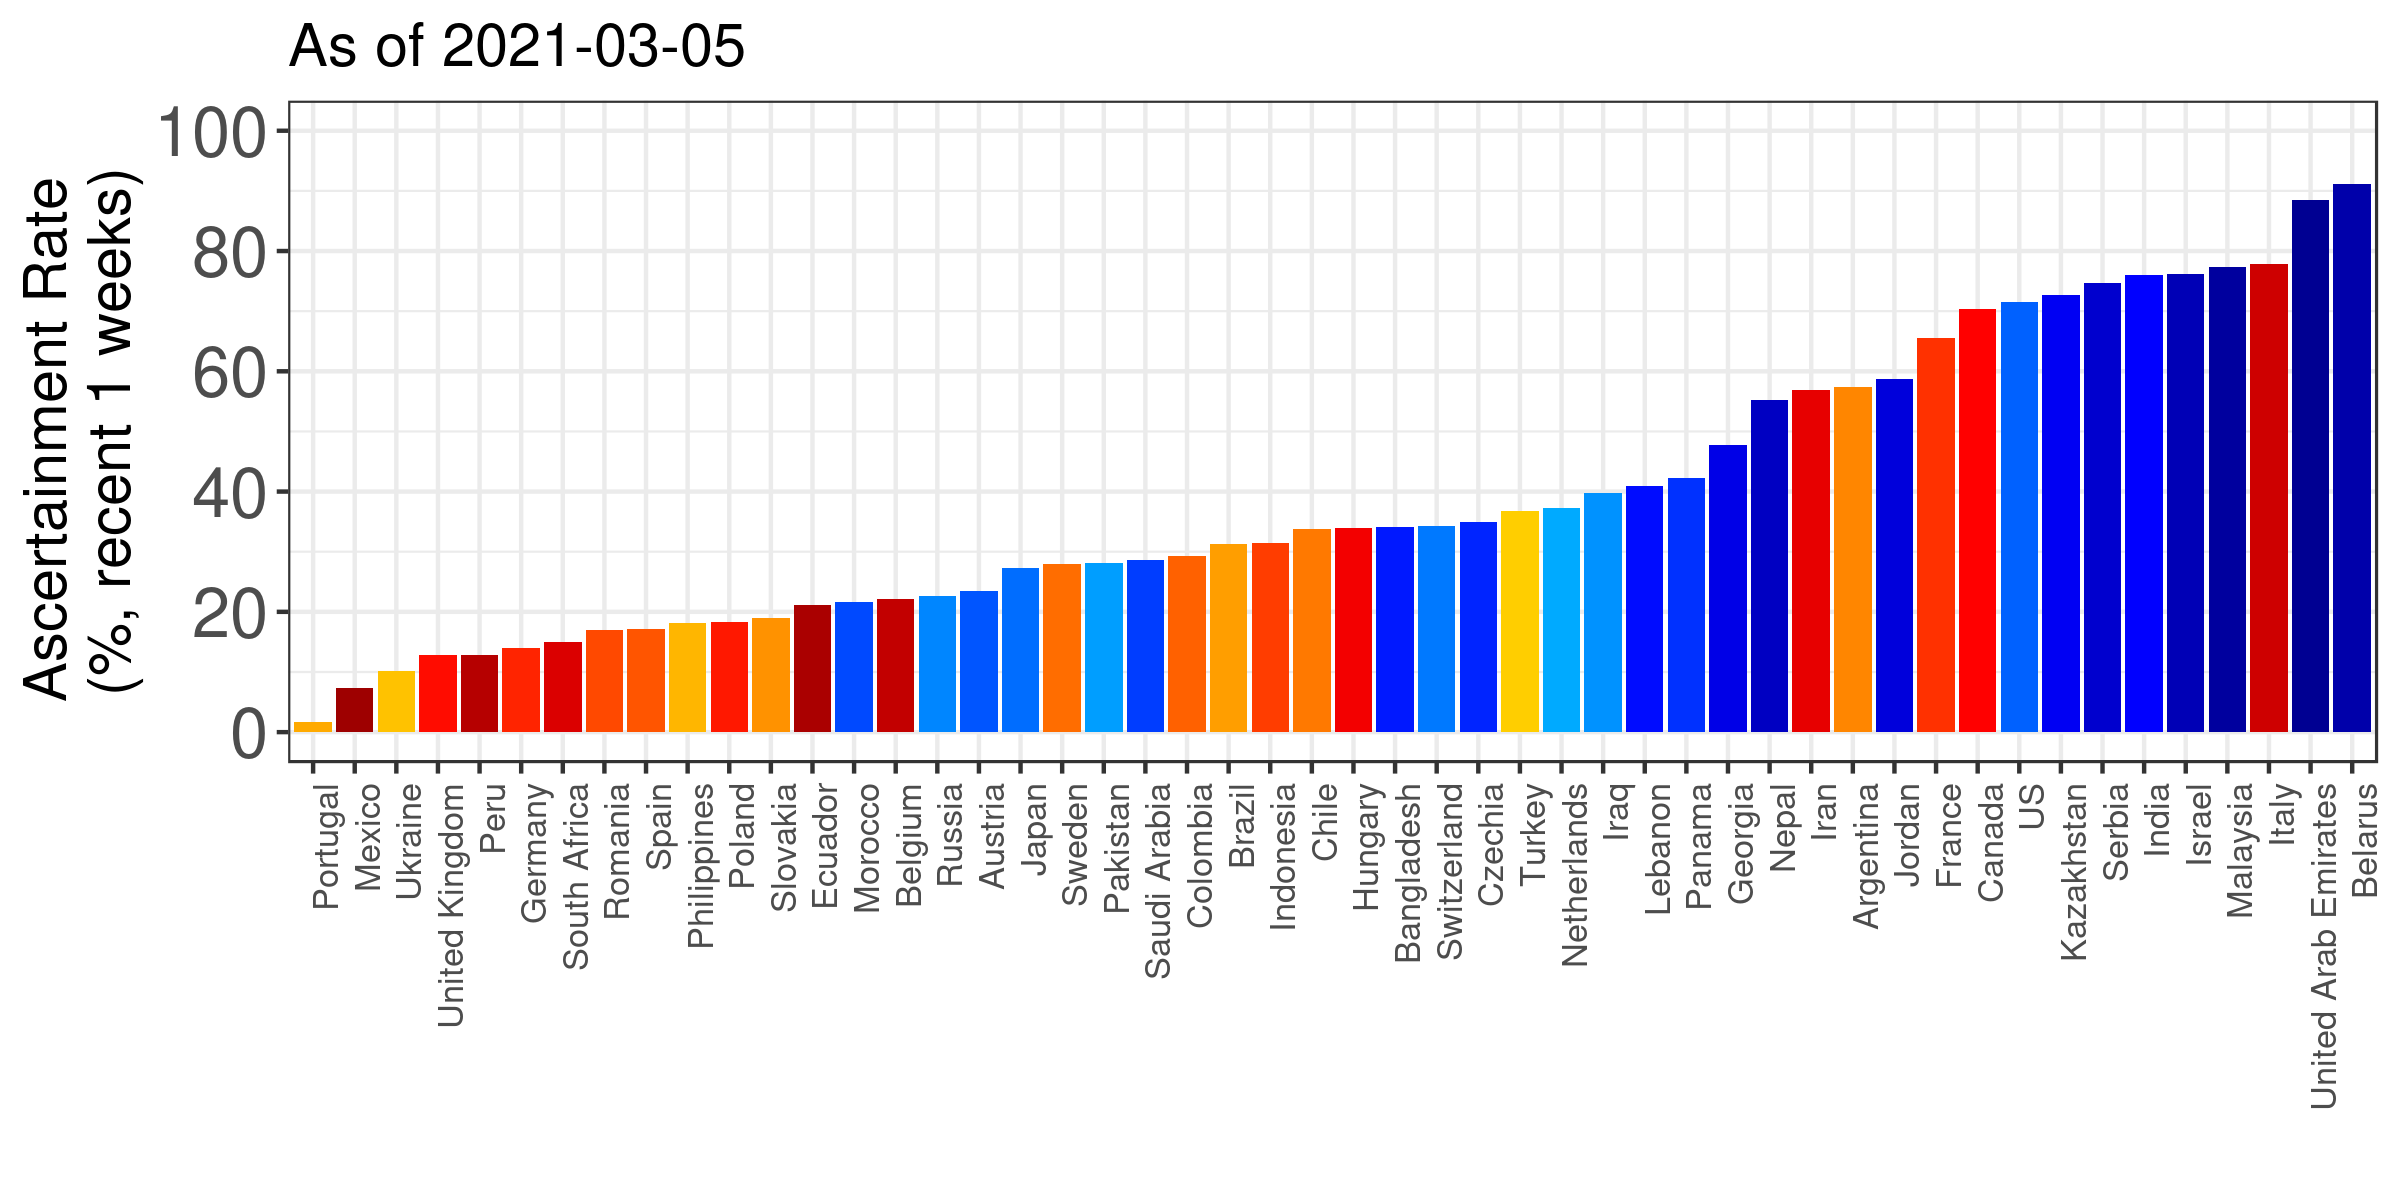 As of 2021-03-05
Ascertainment Rate
(%, recent 1 weeks)
100
80
60
40
20
0
Portugal
Mexico
Ukraine
United Kingdom
Peru
Germany
South Africa
Romania
Spain
Philippines
Poland
Slovakia
Ecuador
Morocco
Belgium
Russia
Austria
Japan
Sweden
Pakistan
Saudi Arabia
Colombia
Brazil
Indonesia
Chile
Hungary
Bangladesh
Switzerland
Czechia
Turkey
Netherlands
Iraq
Lebanon
Panama
Georgia
Nepal
Iran
Argentina
Jordan
France
Canada
US
Kazakhstan
Serbia
India
Israel
Malaysia
Italy
United Arab Emirates
Belarus